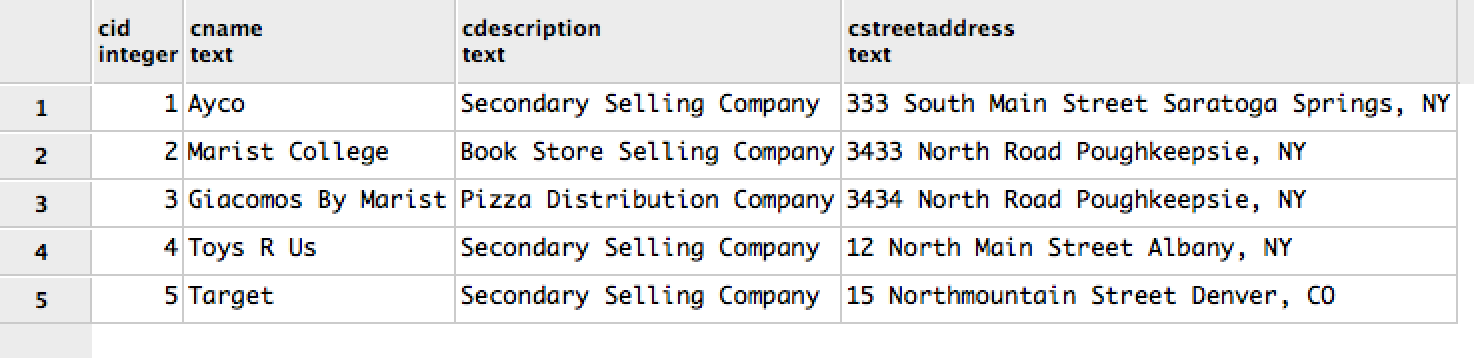 cid cname cdescription cstreetaddress
integer text text text
1 1 Ayco Secondary Selling Company 333 South Main Street Saratoga Springs, NY
2 2 Marist College Book Store Selling Company 3433 North Road Poughkeepsie, NY
3 3 Giacomos By Marist Pizza Distribution Company 3434 North Road Poughkeepsie, NY
4 4 Toys R Us Secondary Selling Company 12 North Main Street Albany, NY
5 5 Target Secondary Selling Company 15 Northmountain Street Denver, CO